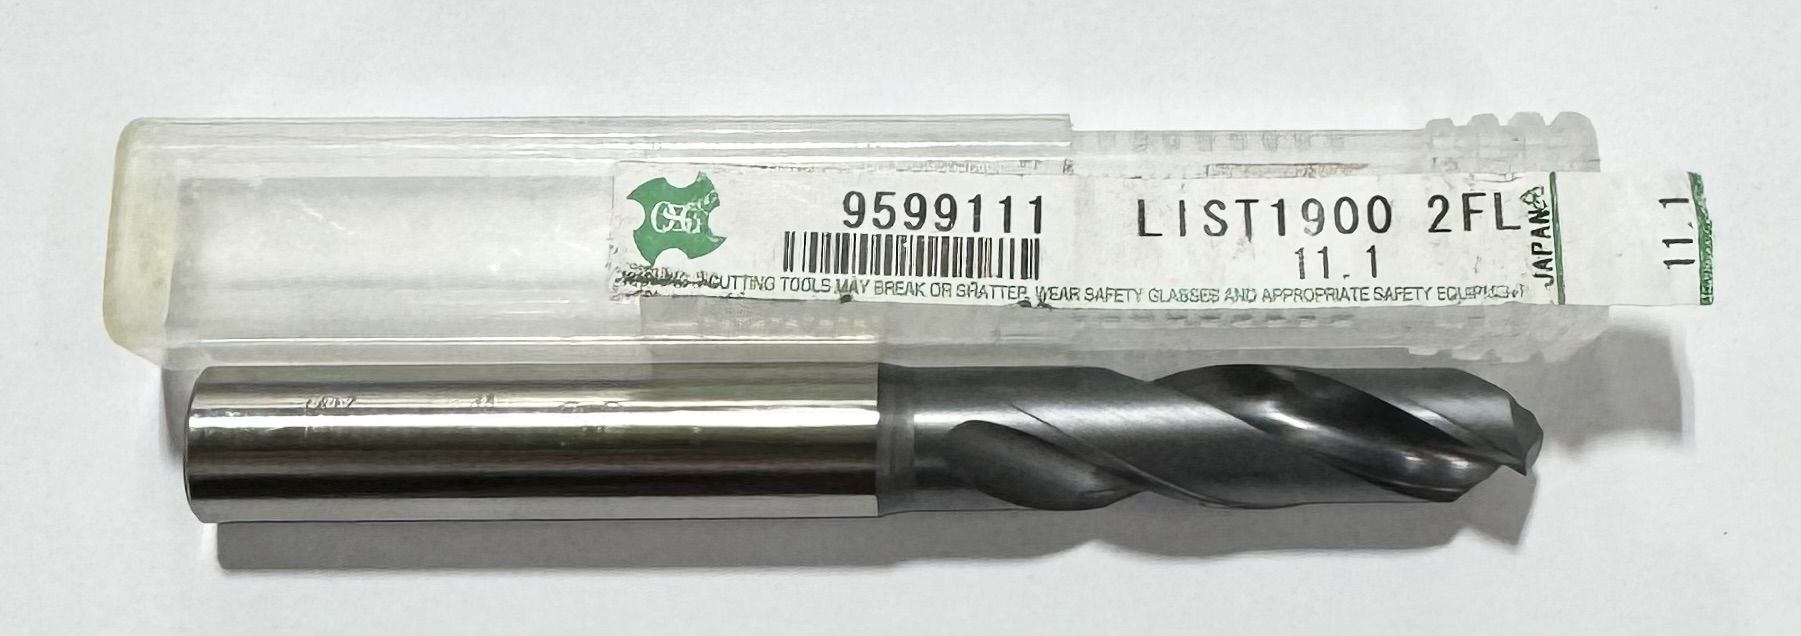 OSG
9599111
LIST1900 2FL
11.1
CUTTING TOOLS MAY BREAK OR SHATTER. WEAR SAFETY GLASSES AND APPROPRIATE SAFETY EQUIPMENT
JAPAN
11.1